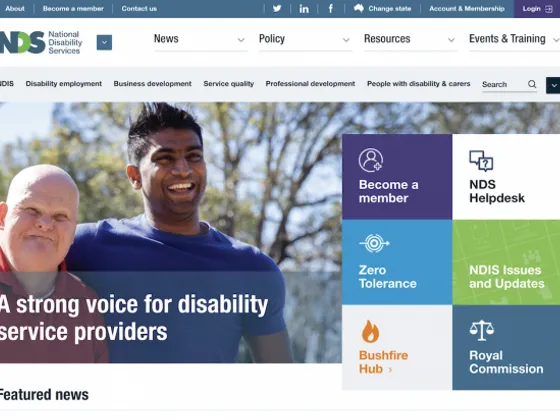 About Become a member Contact us Change state Account & Membership Login
NDS National Disability Services
News Policy Resources Events & Training
NDIS Disability employment Business development Service quality Professional development People with disability & carers Search
Become a member
NDS Helpdesk
Zero Tolerance
NDIS Issues and Updates
A strong voice for disability
service providers
Bushfire Hub ›
Royal Commission
Featured news